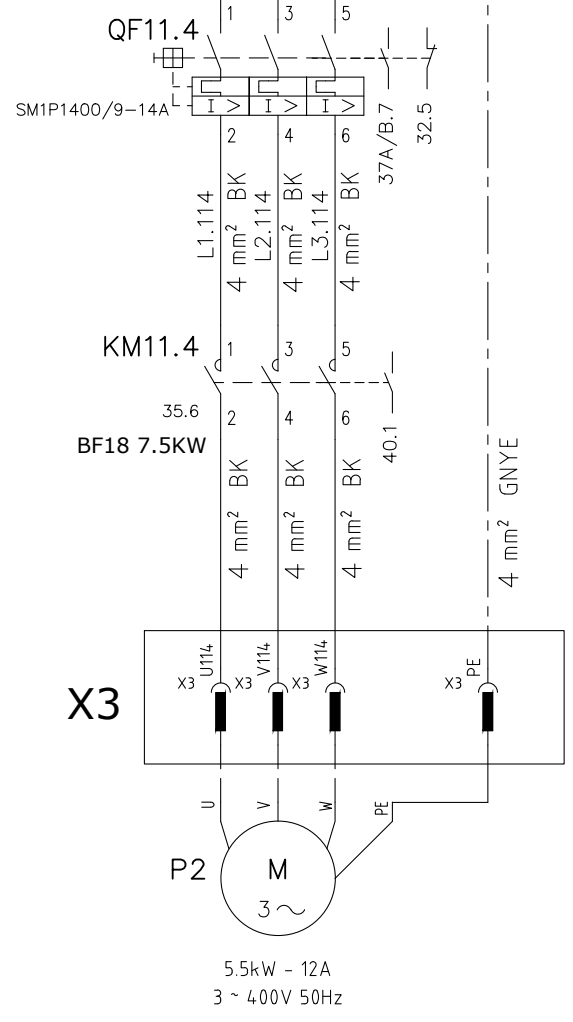 1 3 5
QF11.4
I > I > I >
SM1P1400/9-14A
2 4 6
37A/B.7
32.5
L1.114
4 mm² BK
L2.114
4 mm² BK
L3.114
4 mm² BK
KM11.4
1 3 5
35.6
2 4 6
BF18 7.5KW
40.1
4 mm² BK
4 mm² BK
4 mm² BK
4 mm² GNYE
X3
X3 U114
X3 V114
X3 W114
X3 PE
U V W PE
P2
M
3 ~
5.5kW - 12A
3 ~ 400V 50Hz